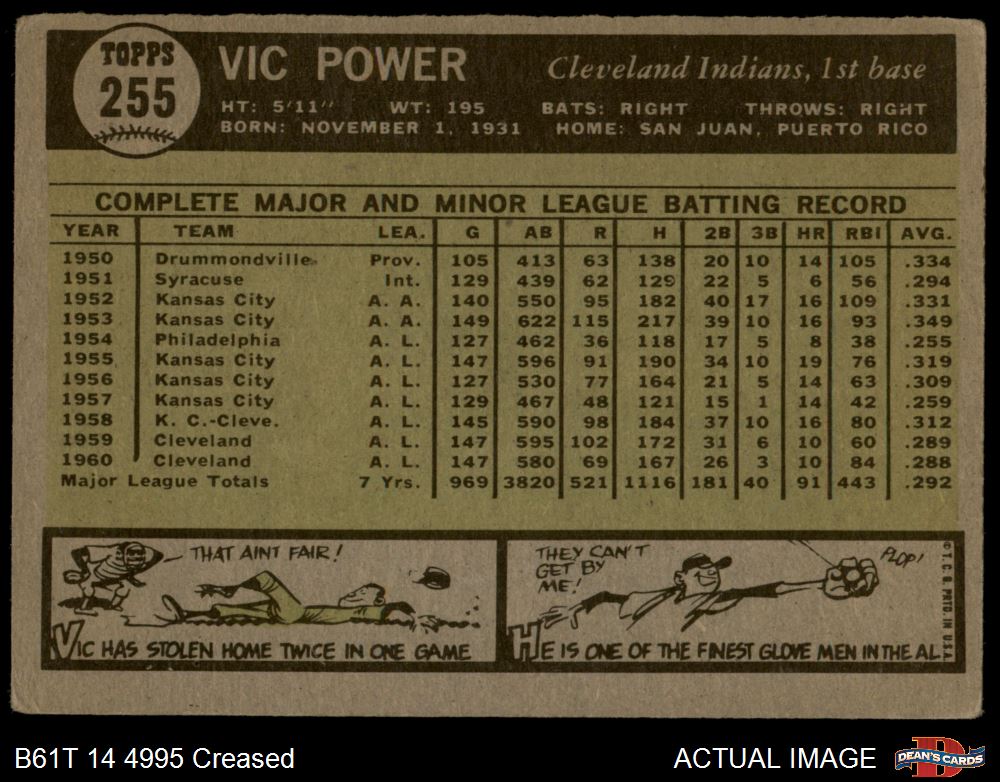 TOPPS
255
VIC POWER Cleveland Indians, 1st base
HT: 5'11" WT: 195 BATS: RIGHT THROWS: RIGHT
BORN: NOVEMBER 1, 1931 HOME: SAN JUAN, PUERTO RICO
COMPLETE MAJOR AND MINOR LEAGUE BATTING RECORD
YEAR TEAM LEA. G AB R H 2B 3B HR RBI AVG.
1950 Drummondville Prov. 105 413 63 138 20 10 14 105 .334
1951 Syracuse Int. 129 439 62 129 22 5 6 56 .294
1952 Kansas City A. A. 140 550 95 182 40 17 16 109 .331
1953 Kansas City A. A. 149 622 115 217 39 10 16 93 .349
1954 Philadelphia A. L. 127 462 36 118 17 5 8 38 .255
1955 Kansas City A. L. 147 596 91 190 34 10 19 76 .319
1956 Kansas City A. L. 127 530 77 164 21 5 14 63 .309
1957 Kansas City A. L. 129 467 48 121 15 1 14 42 .259
1958 K. C.-Cleve. A. L. 145 590 98 184 37 10 16 80 .312
1959 Cleveland A. L. 147 595 102 172 31 6 10 60 .289
1960 Cleveland A. L. 147 580 69 167 26 3 10 84 .288
Major League Totals 7 Yrs. 969 3820 521 1116 181 40 91 443 .292
THAT AINT FAIR!
VIC HAS STOLEN HOME TWICE IN ONE GAME
THEY CAN'T
GET BY
ME!
PLOP!
HE IS ONE OF THE FINEST GLOVE MEN IN THE AL
© T. C. G. PRTD. IN U.S.A.
B61T 14 4995 Creased
ACTUAL IMAGE
D
DEAN'S CARDS